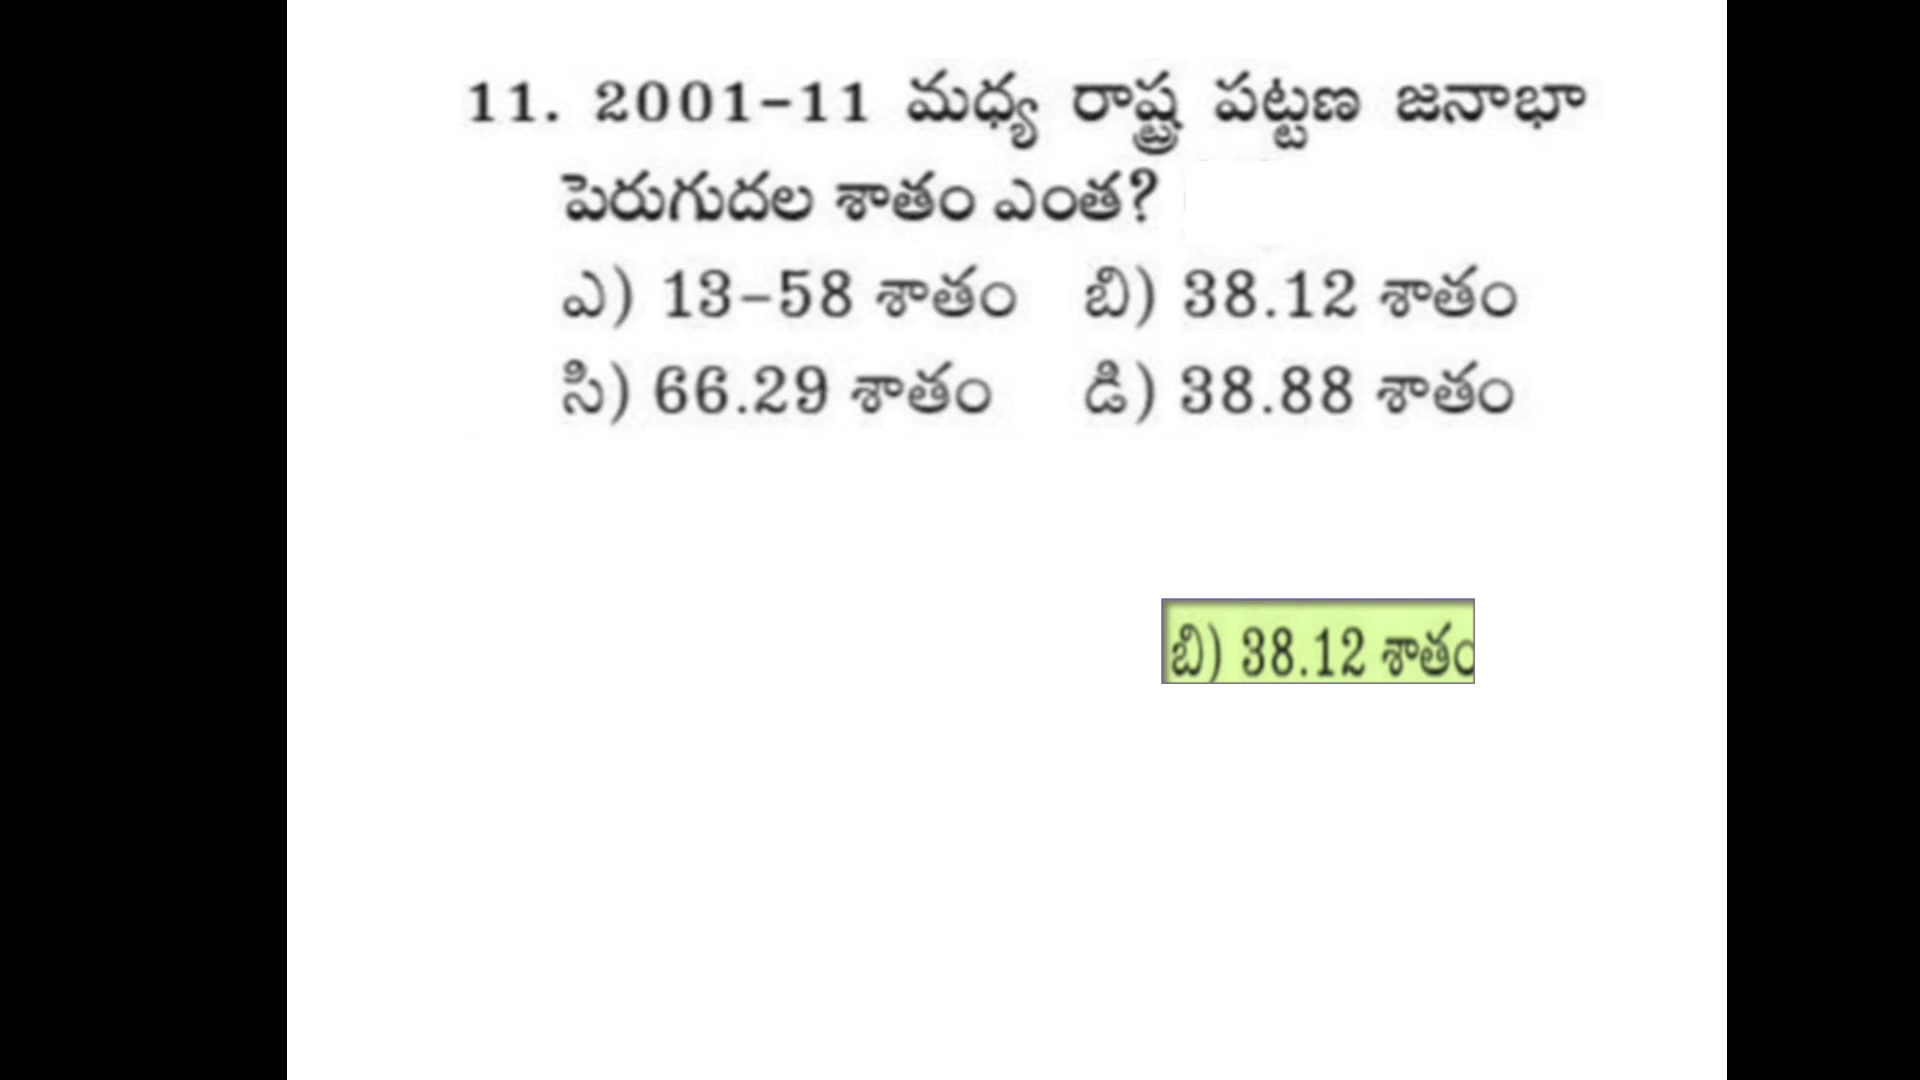 11. 2001-11 మధ్య రాష్ట్ర పట్టణ జనాభా
పెరుగుదల శాతం ఎంత?
ఎ) 13-58 శాతం బి) 38.12 శాతం
సి) 66.29 శాతం డి) 38.88 శాతం
బి) 38.12 శాతం